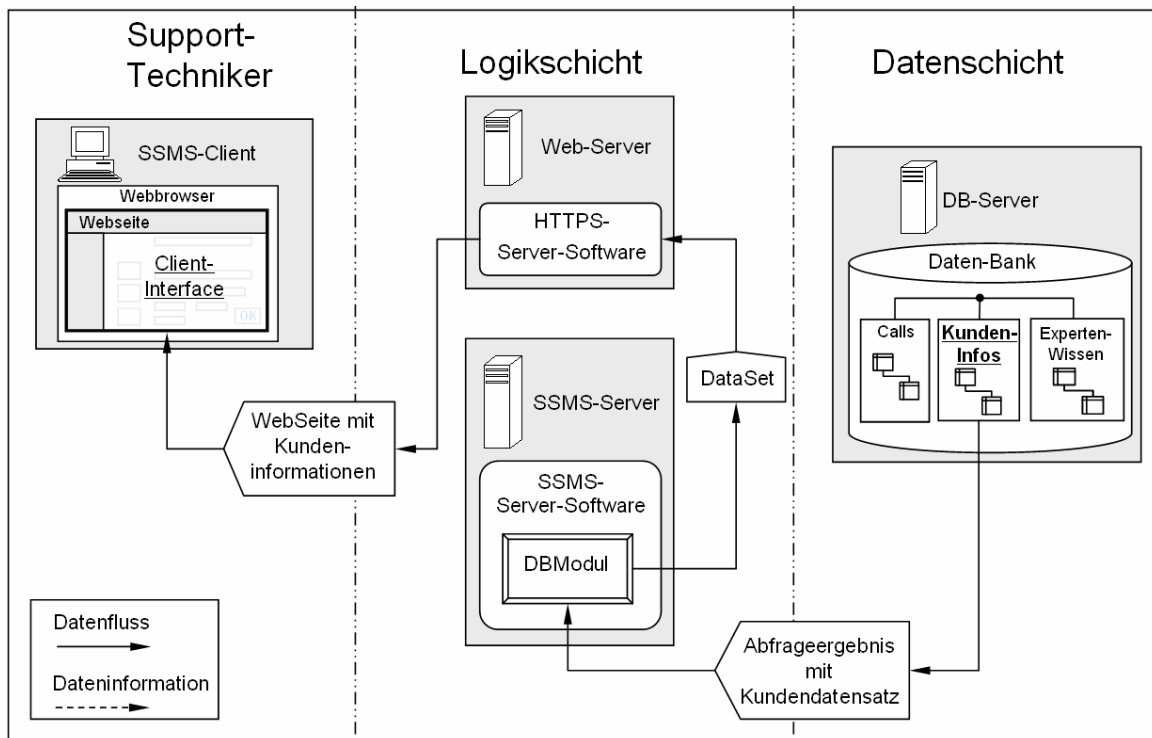 Support-
Techniker
Logikschicht
Datenschicht
SSMS-Client
Webbrowser
Webseite
Client-
Interface
OK
Web-Server
HTTPS-
Server-Software
DB-Server
Daten-Bank
Calls
Kunden-
Infos
Experten-
Wissen
SSMS-Server
DataSet
WebSeite mit
Kunden-
informationen
SSMS-
Server-Software
DBModul
Abfrageergebnis
mit
Kundendatensatz
Datenfluss
Dateninformation